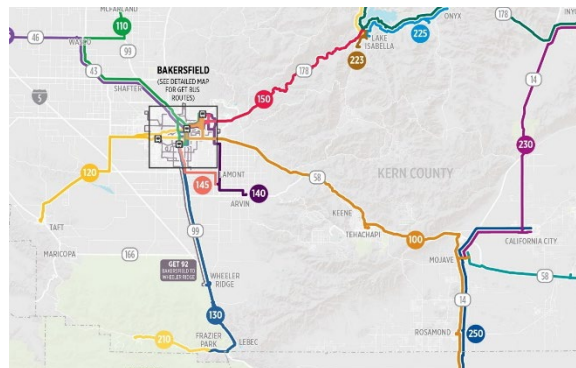 McFARLAND
110
46
WASCO
99
43
SHAFTER
5
BAKERSFIELD
(SEE DETAILED MAP
FOR GET BUS
ROUTES)
150
178
LAKE
ISABELLA
223
ONYX
225
178
14
230
KERN COUNTY
120
145
LAMONT
140
ARVIN
58
KEENE
TEHACHAPI
100
CALIFORNIA CITY
MOJAVE
58
TAFT
MARICOPA
166
99
GET 92
BAKERSFIELD TO
WHEELER RIDGE
WHEELER
RIDGE
130
210
FRAZIER
PARK
LEBEC
14
ROSAMOND
250